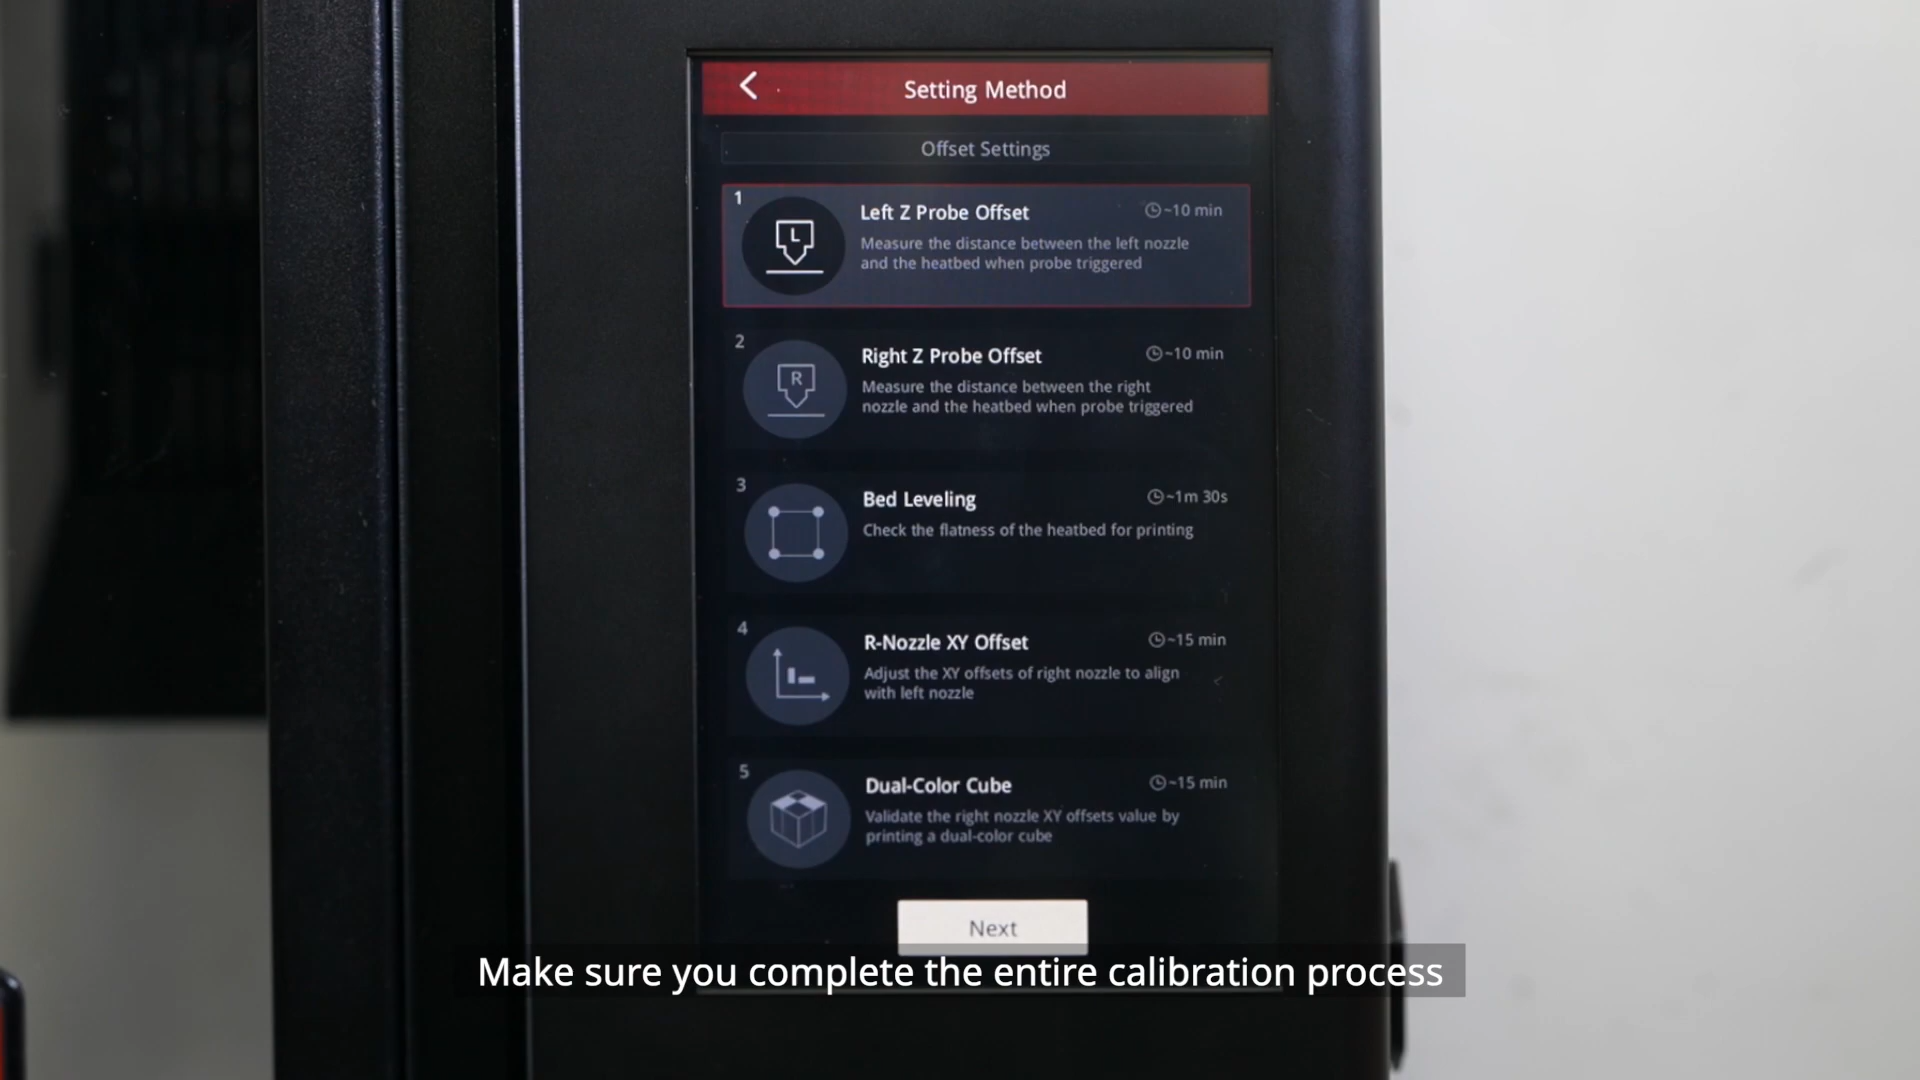 Setting Method
Offset Settings
1
L
Left Z Probe Offset
~10 min
Measure the distance between the left nozzle
and the heatbed when probe triggered
2
R
Right Z Probe Offset
~10 min
Measure the distance between the right
nozzle and the heatbed when probe triggered
3
Bed Leveling
~1m 30s
Check the flatness of the heatbed for printing
4
R-Nozzle XY Offset
~15 min
Adjust the XY offsets of right nozzle to align
with left nozzle
5
Dual-Color Cube
~15 min
Validate the right nozzle XY offsets value by
printing a dual-color cube
Next
Make sure you complete the entire calibration process